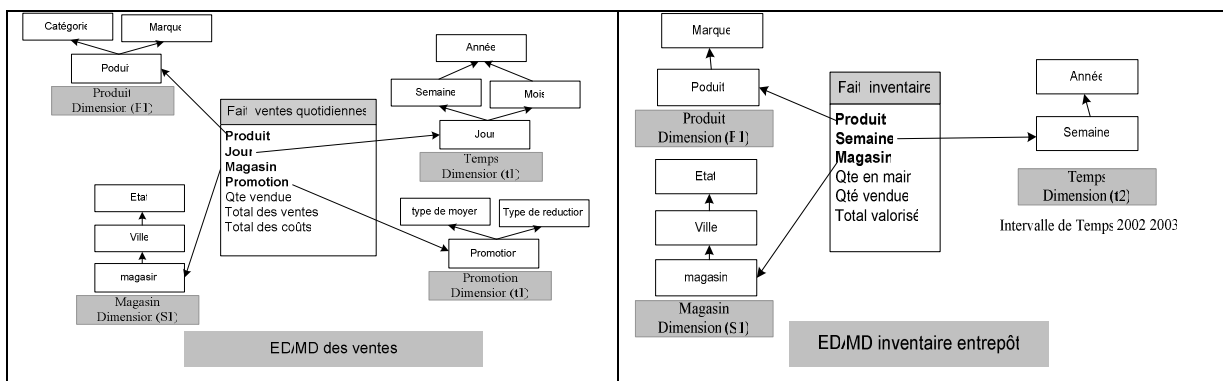 Catégorie
Marque
Poduit
Produit
Dimension (F1)
Année
Semaine
Mois
Jour
Temps
Dimension (t1)
Fait ventes quotidiennes
Produit
Jour
Magasin
Promotion
Qte vendue
Total des ventes
Total des coûts
Etat
Ville
magasin
Magasin
Dimension (S1)
type de moyer
Type de reduction
Promotion
Promotion
Dimension (t1)
ED/MD des ventes
Marque
Poduit
Produit
Dimension (F1)
Etat
Ville
magasin
Magasin
Dimension (S1)
Fait inventaire
Produit
Semaine
Magasin
Qte en main
Qté vendue
Total valorisé
Année
Semaine
Temps
Dimension (t2)
Intervalle de Temps 2002 2003
ED/MD inventaire entrepôt